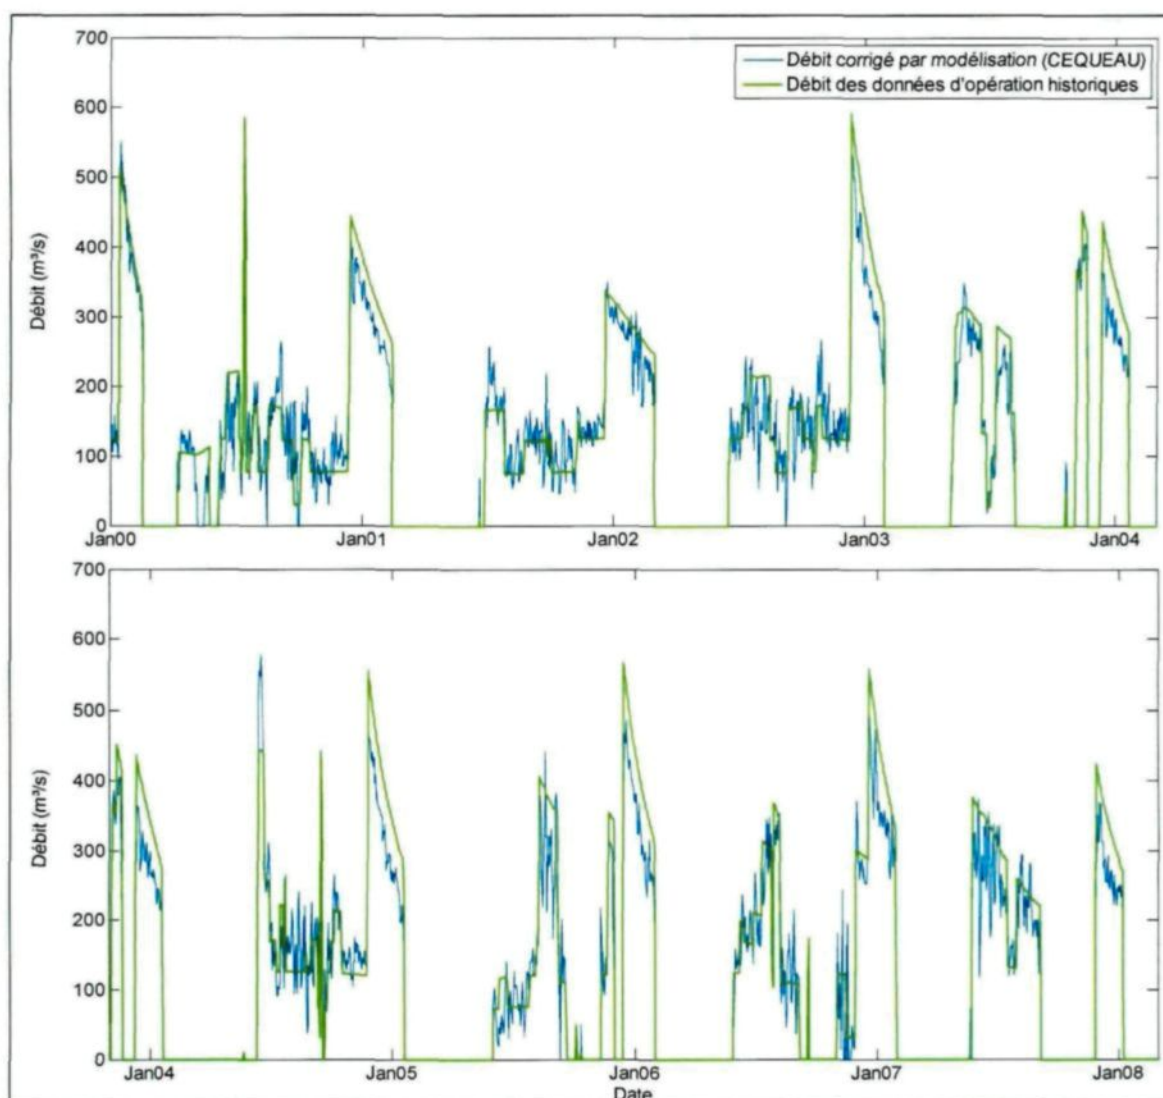 700
600
500
400
300
200
100
0
Débit (m³/s)
Débit corrigé par modélisation (CEQUEAU)
Débit des données d'opération historiques
Jan00 Jan01 Jan02 Jan03 Jan04
700
600
500
400
300
200
100
0
Débit (m³/s)
Jan04 Jan05 Jan06 Jan07 Jan08
Date